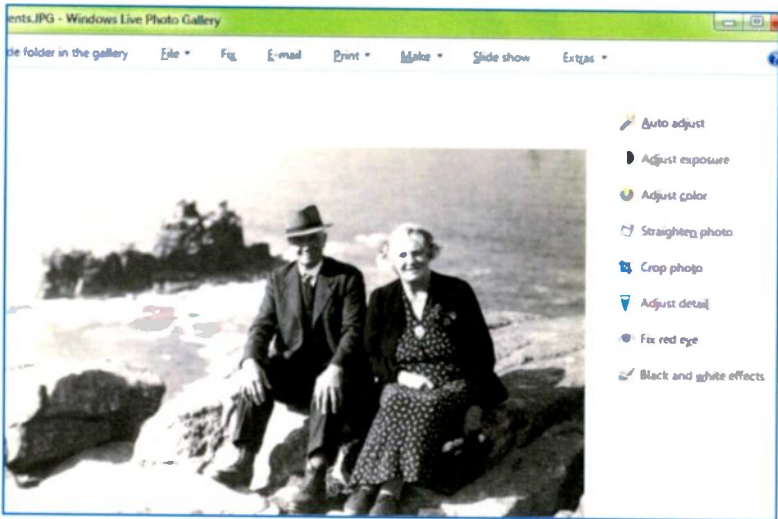 ents.JPG - Windows Live Photo Gallery
de folder in the gallery File Fix E-mail Print Make Slide show Extras
Auto adjust
Adjust exposure
Adjust color
Straighten photo
Crop photo
Adjust detail
Fix red eye
Black and white effects